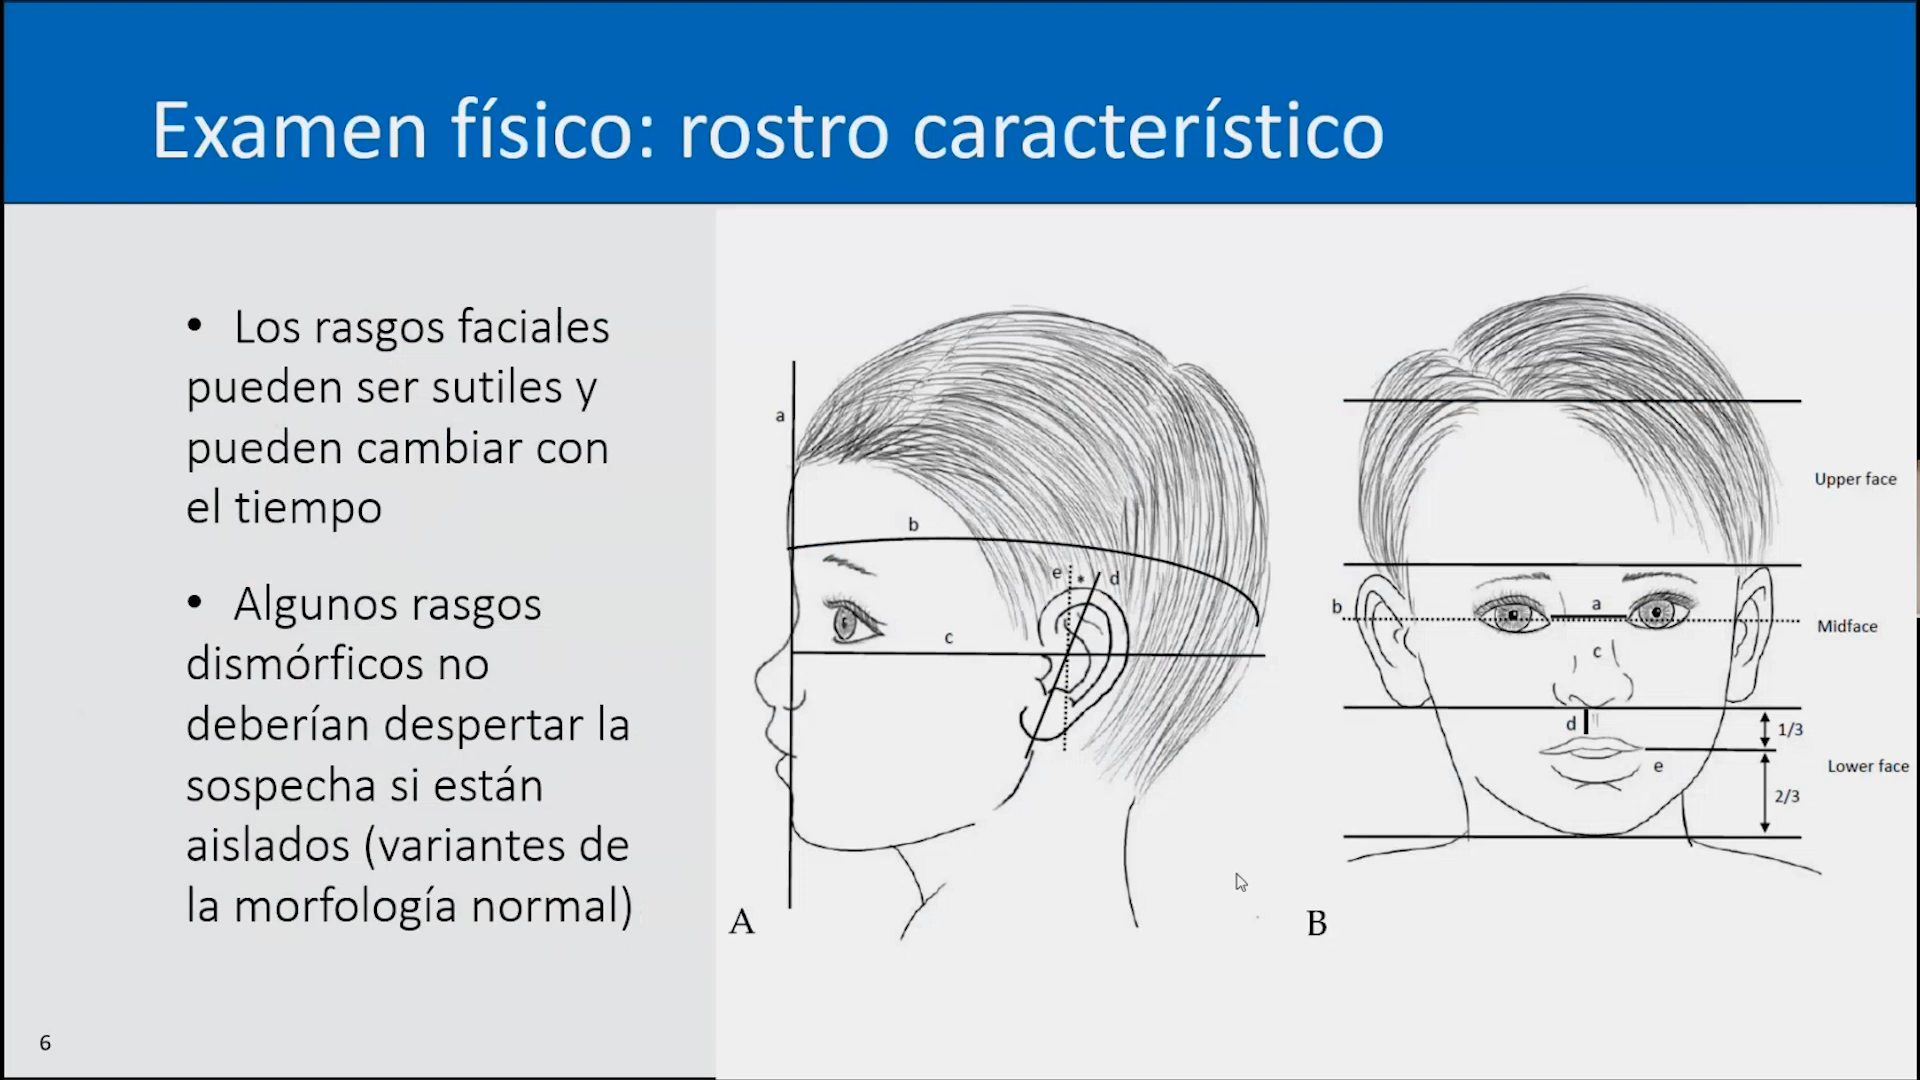 Examen físico: rostro característico
• Los rasgos faciales
pueden ser sutiles y
pueden cambiar con
el tiempo
• Algunos rasgos
dismórficos no
deberían despertar la
sospecha si están
aislados (variantes de
la morfología normal)
a
b
e * d
c
A
Upper face
b
a
Midface
c
d
1/3
e
Lower face
2/3
B
6